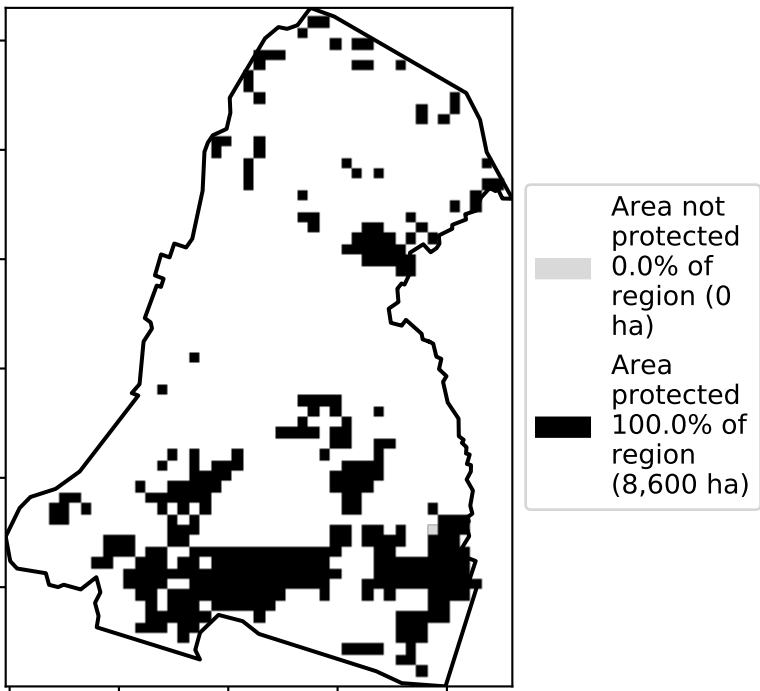 Area not
protected
0.0% of
region (0
ha)
Area
protected
100.0% of
region
(8,600 ha)